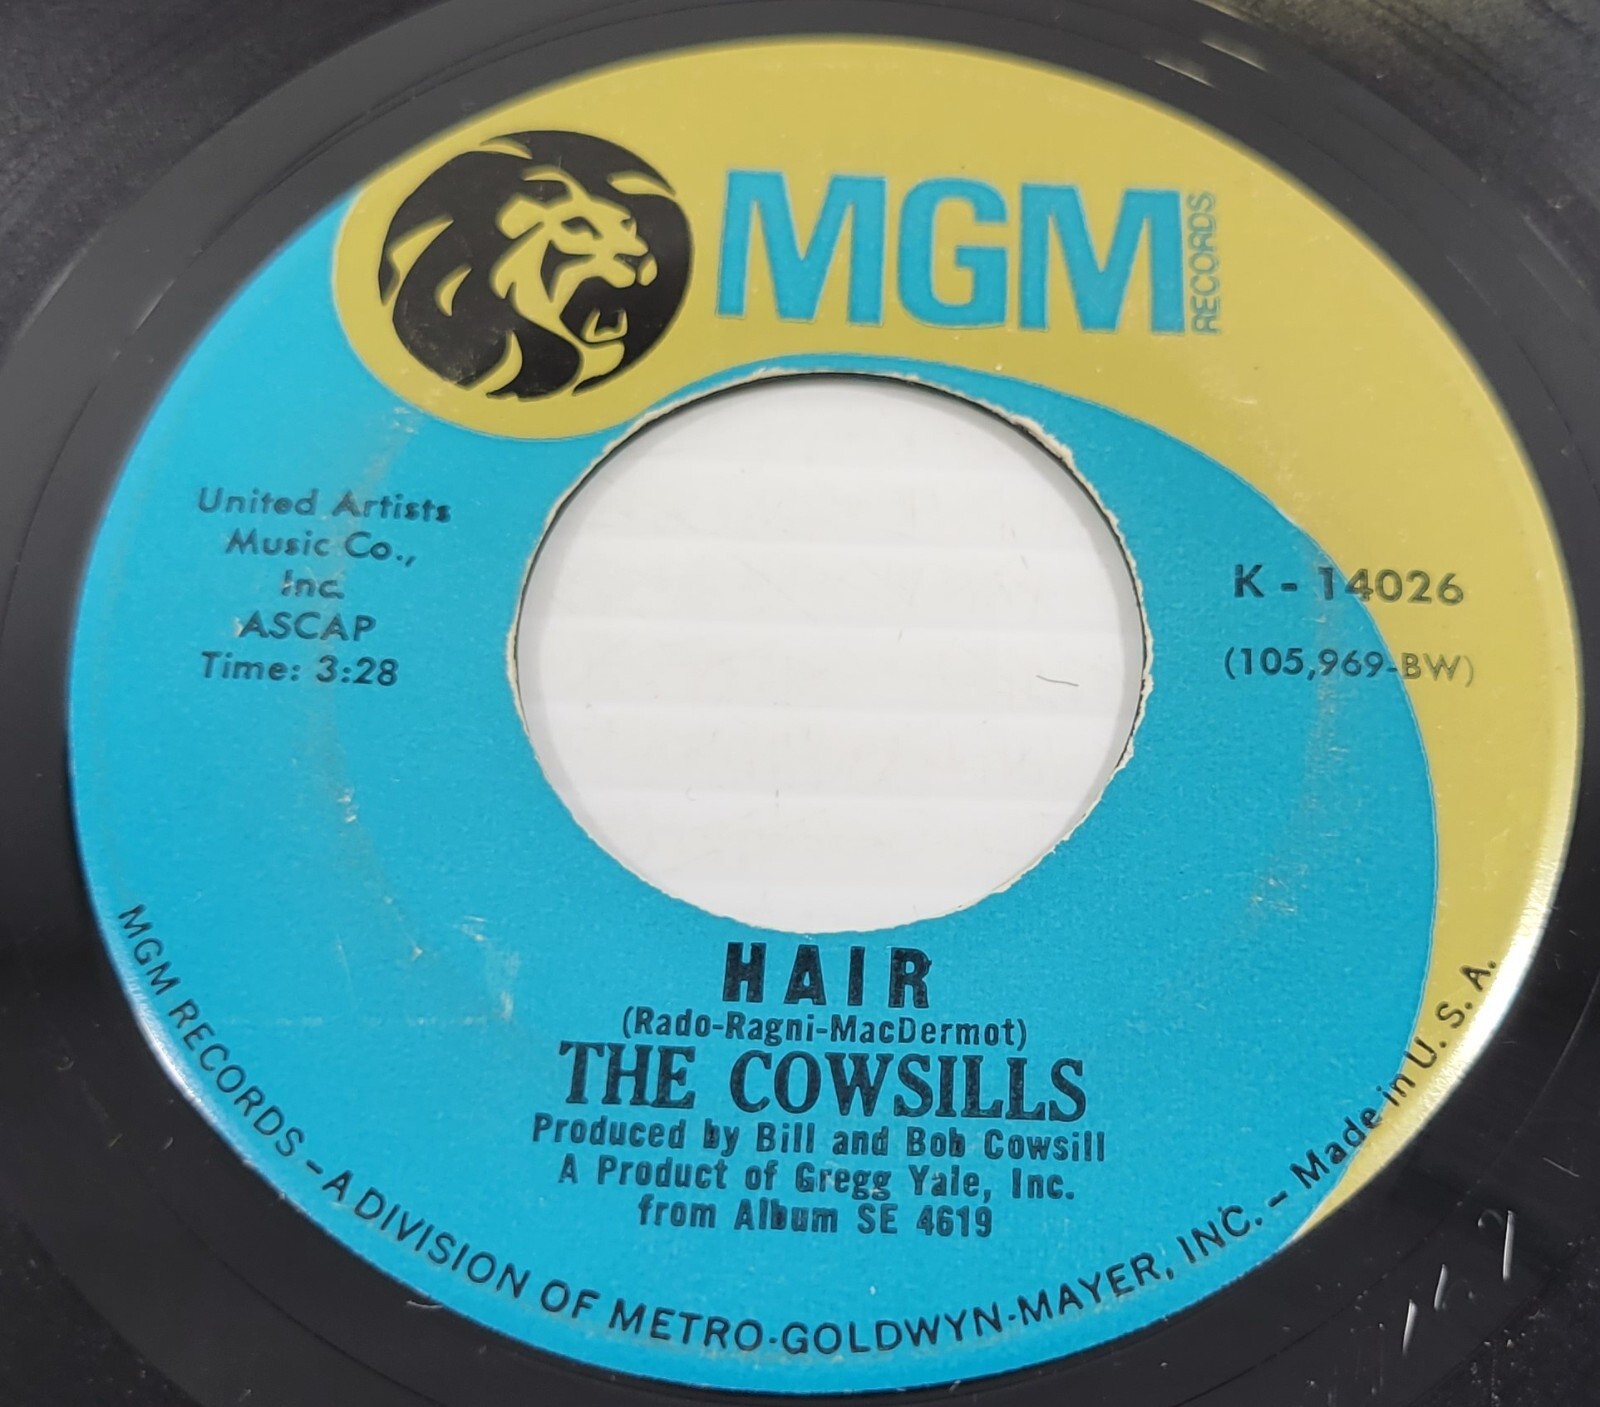 MGM
RECORDS
United Artists
Music Co.,
Inc.
ASCAP
Time: 3:28
K - 14026
(105,969-BW)
HAIR
(Rado-Ragni-MacDermot)
THE COWSILLS
Produced by Bill and Bob Cowsill
A Product of Gregg Yale, Inc.
from Album SE 4619
MGM RECORDS – A DIVISION OF METRO-GOLDWYN-MAYER, INC. – Made in U. S. A.